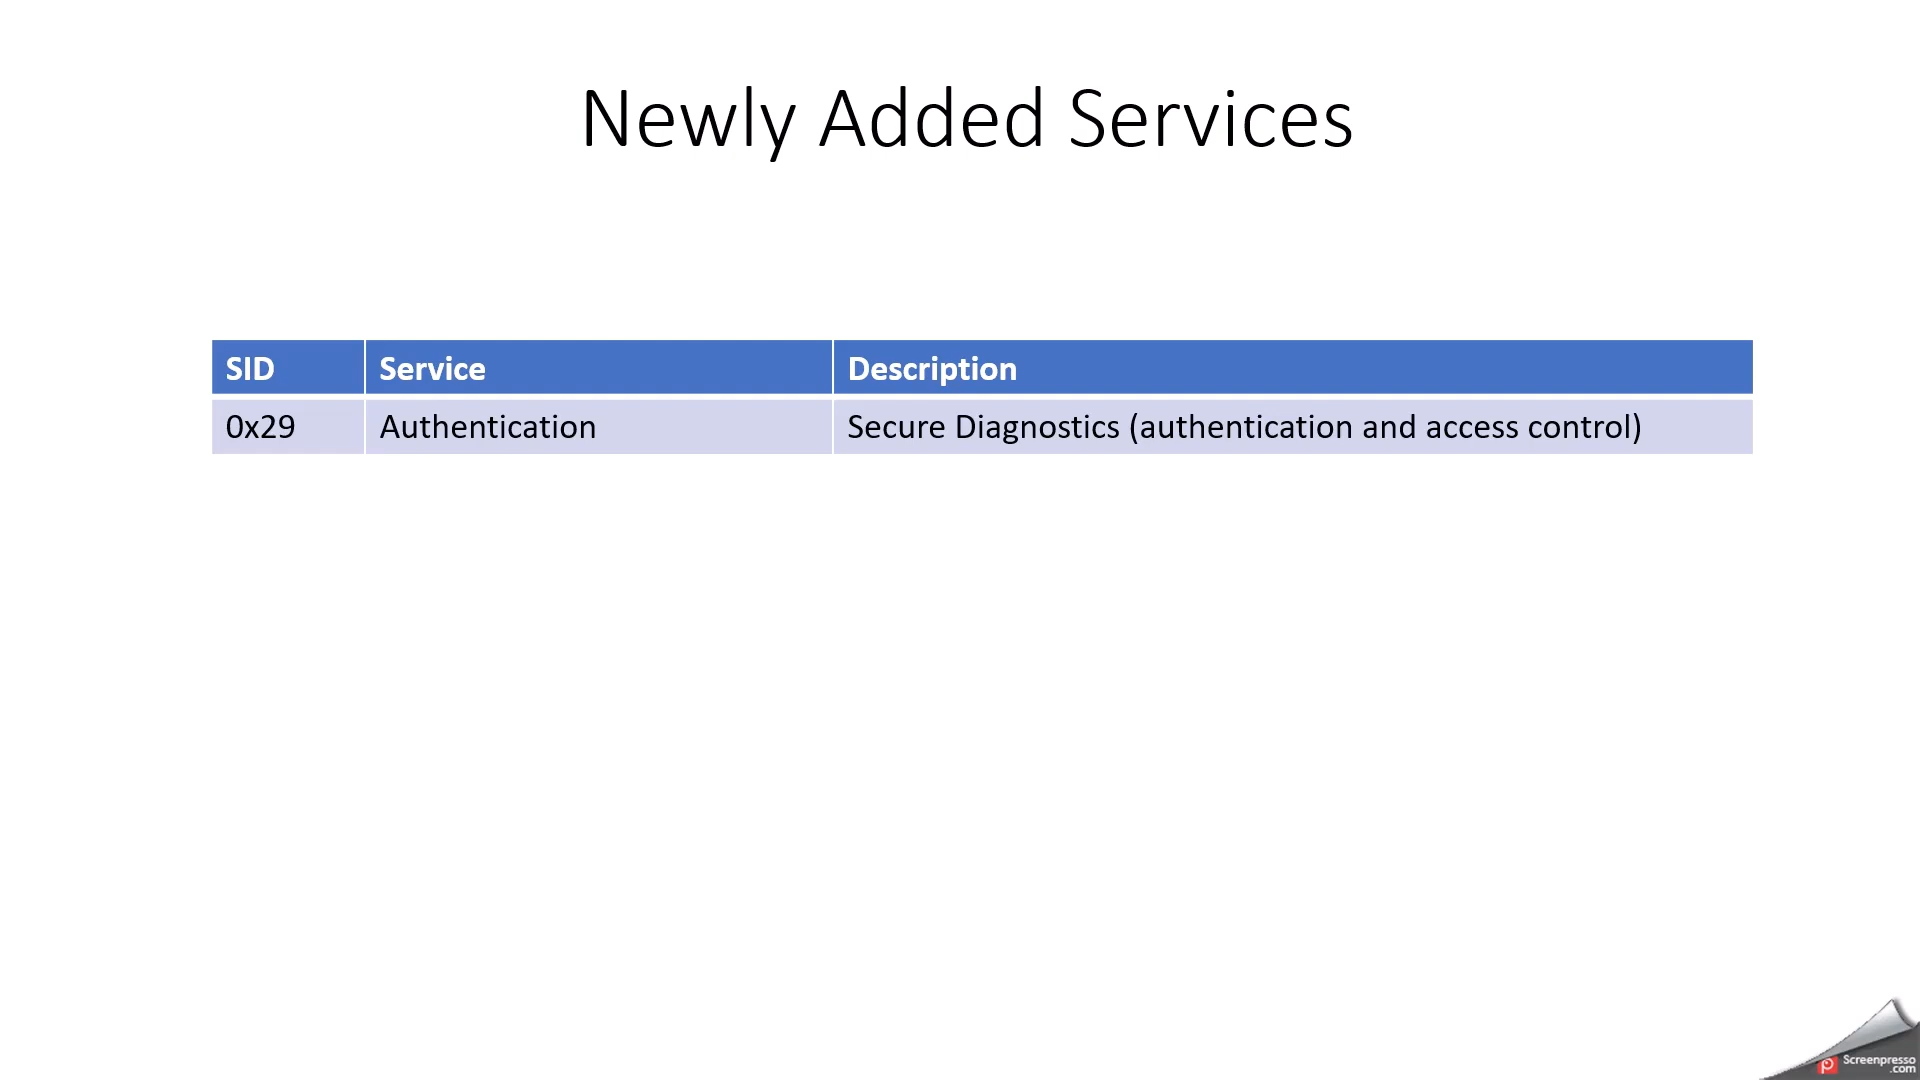 Newly Added Services
SID Service Description
0x29 Authentication Secure Diagnostics (authentication and access control)
Screenpresso
.com